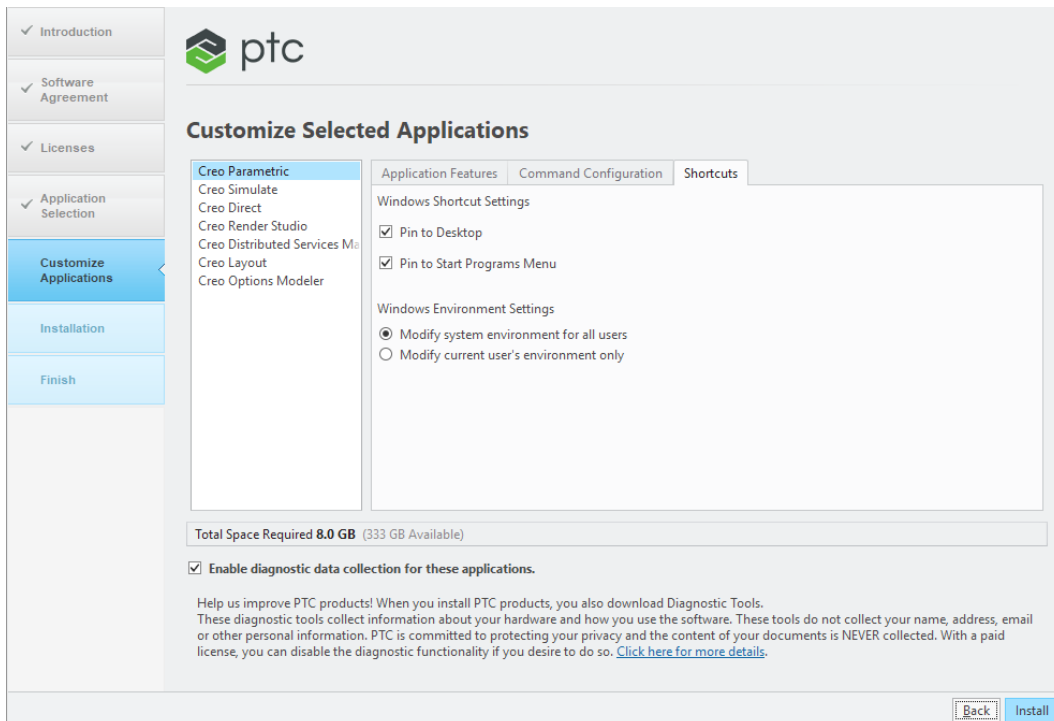 Introduction
Software
Agreement
Licenses
Application
Selection
Customize
Applications
Installation
Finish
ptc
Customize Selected Applications
Creo Parametric
Creo Simulate
Creo Direct
Creo Render Studio
Creo Distributed Services Ma
Creo Layout
Creo Options Modeler
Application Features
Command Configuration
Shortcuts
Windows Shortcut Settings
Pin to Desktop
Pin to Start Programs Menu
Windows Environment Settings
Modify system environment for all users
Modify current user's environment only
Total Space Required 8.0 GB (333 GB Available)
Enable diagnostic data collection for these applications.
Help us improve PTC products! When you install PTC products, you also download Diagnostic Tools.
These diagnostic tools collect information about your hardware and how you use the software. These tools do not collect your name, address, email
or other personal information. PTC is committed to protecting your privacy and the content of your documents is NEVER collected. With a paid
license, you can disable the diagnostic functionality if you desire to do so. Click here for more details.
Back
Install